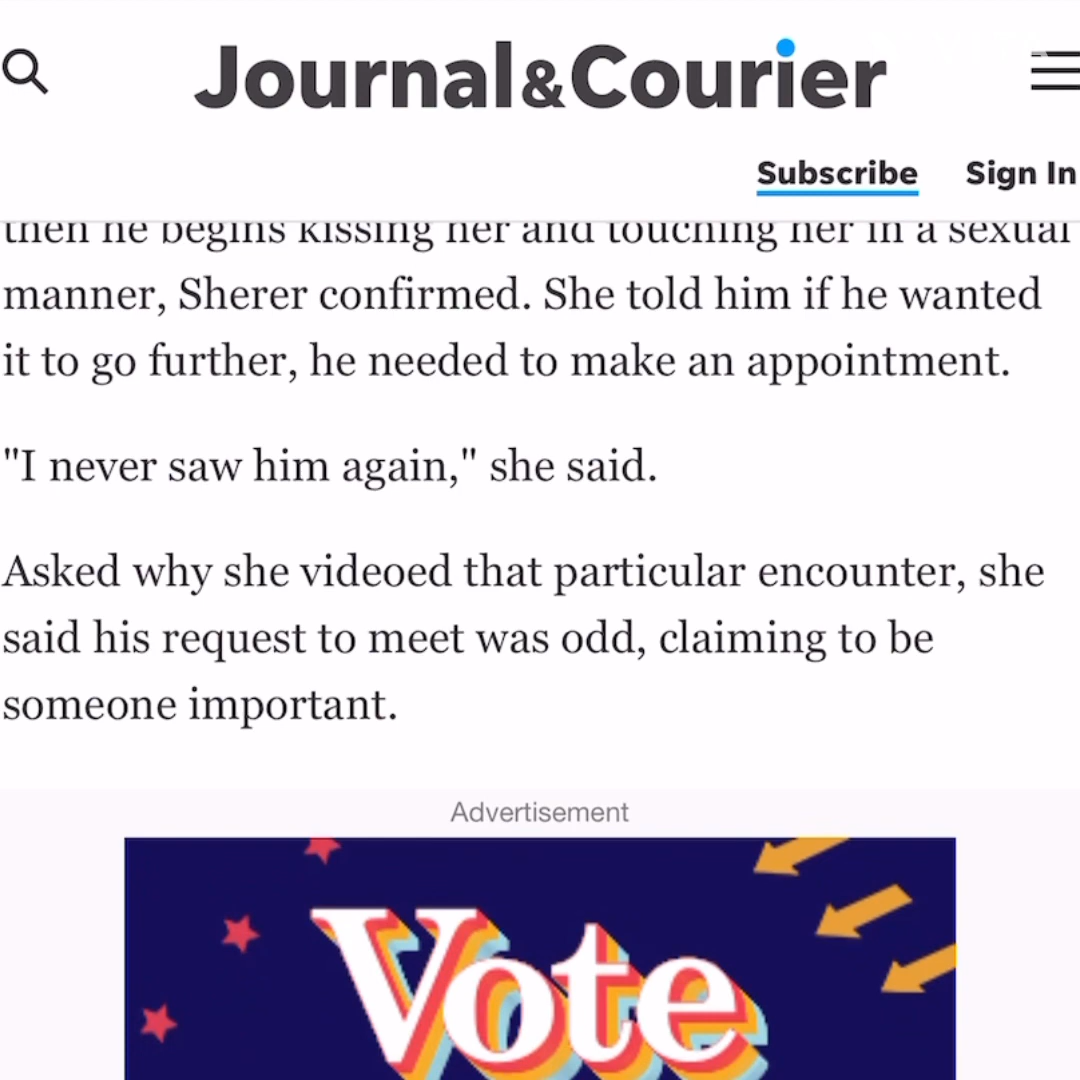 Journal&Courier
Subscribe Sign In
then he begins kissing her and touching her in a sexual
manner, Sherer confirmed. She told him if he wanted
it to go further, he needed to make an appointment.
"I never saw him again," she said.
Asked why she videoed that particular encounter, she
said his request to meet was odd, claiming to be
someone important.
Advertisement
Vote